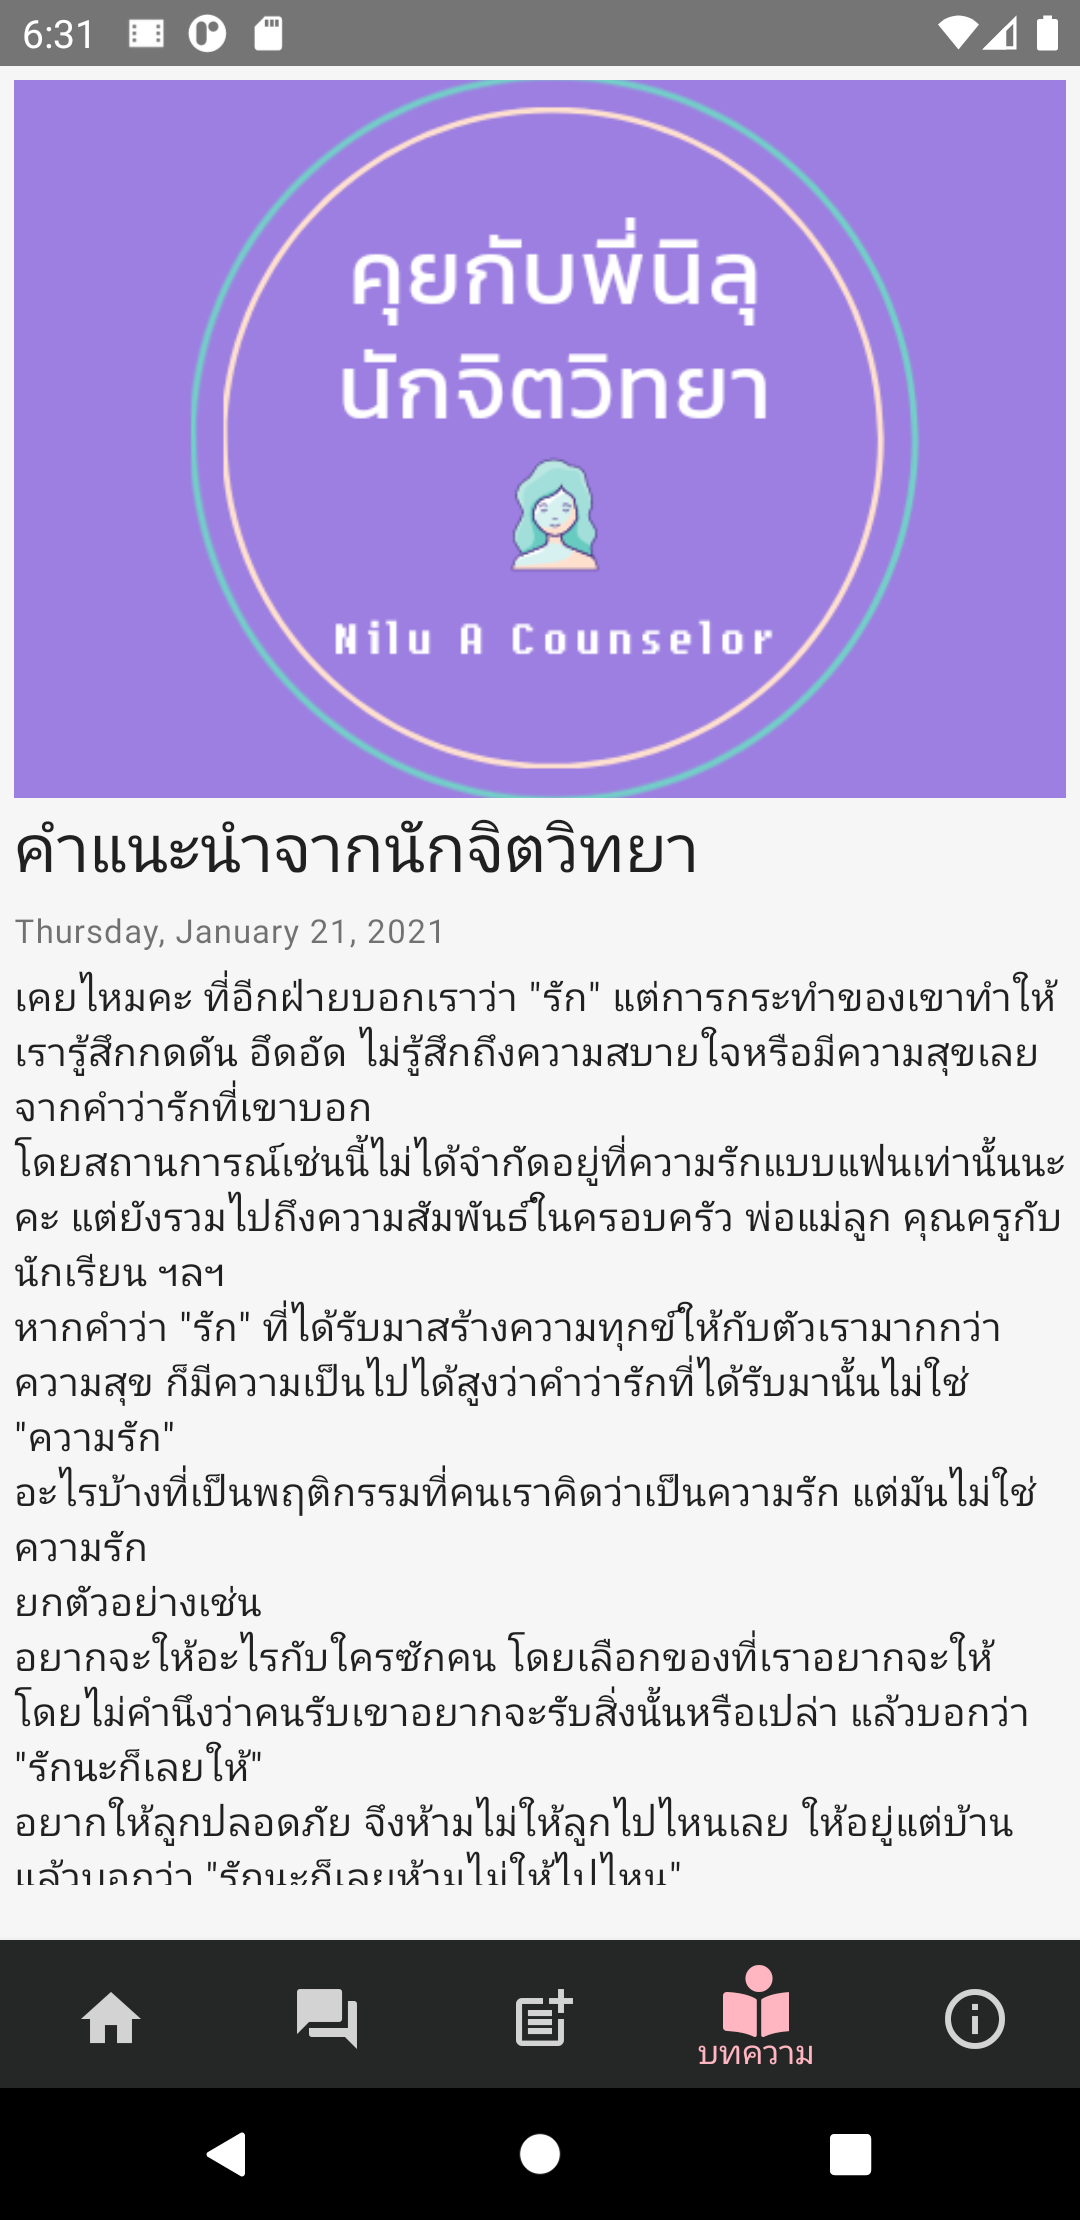 6:31
คุยกับพี่นิลุ
นักจิตวิทยา
Nilu A Counselor
คำแนะนำจากนักจิตวิทยา
Thursday, January 21, 2021
เคยไหมคะ ที่อีกฝ่ายบอกเราว่า "รัก" แต่การกระทำของเขาทำให้
เรารู้สึกกดดัน อึดอัด ไม่รู้สึกถึงความสบายใจหรือมีความสุขเลย
จากคำว่ารักที่เขาบอก
โดยสถานการณ์เช่นนี้ไม่ได้จำกัดอยู่ที่ความรักแบบแฟนเท่านั้นนะ
คะ แต่ยังรวมไปถึงความสัมพันธ์ในครอบครัว พ่อแม่ลูก คุณครูกับ
นักเรียน ฯลฯ
หากคำว่า "รัก" ที่ได้รับมาสร้างความทุกข์ให้กับตัวเรามากกว่า
ความสุข ก็มีความเป็นไปได้สูงว่าคำว่ารักที่ได้รับมานั้นไม่ใช่
"ความรัก"
อะไรบ้างที่เป็นพฤติกรรมที่คนเราคิดว่าเป็นความรัก แต่มันไม่ใช่
ความรัก
ยกตัวอย่างเช่น
อยากจะให้อะไรกับใครซักคน โดยเลือกของที่เราอยากจะให้
โดยไม่คำนึงว่าคนรับเขาอยากจะรับสิ่งนั้นหรือเปล่า แล้วบอกว่า
"รักนะก็เลยให้"
อยากให้ลูกปลอดภัย จึงห้ามไม่ให้ลูกไปไหนเลย ให้อยู่แต่บ้าน
แล้วบอกว่า "รักนะก็เลยห้ามไม่ให้ไปไหน"
บทความ